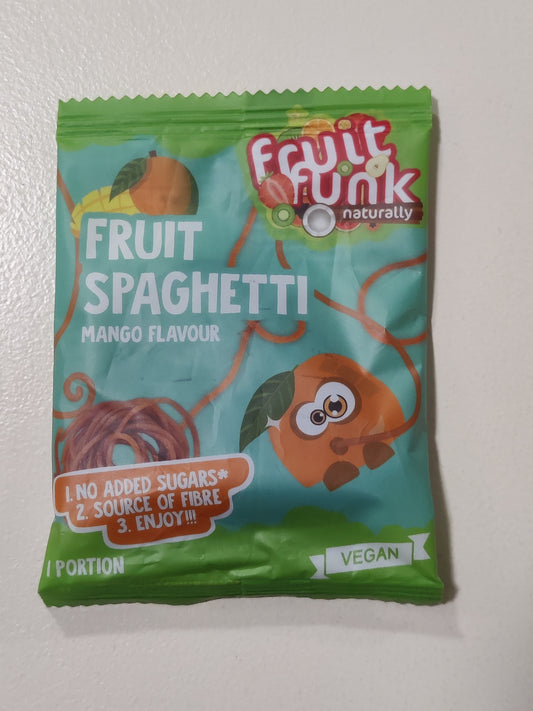 fruit
funk
naturally
FRUIT
SPAGHETTI
MANGO FLAVOUR
1. NO ADDED SUGARS*
2. SOURCE OF FIBRE
3. ENJOY!!!
1 PORTION
VEGAN